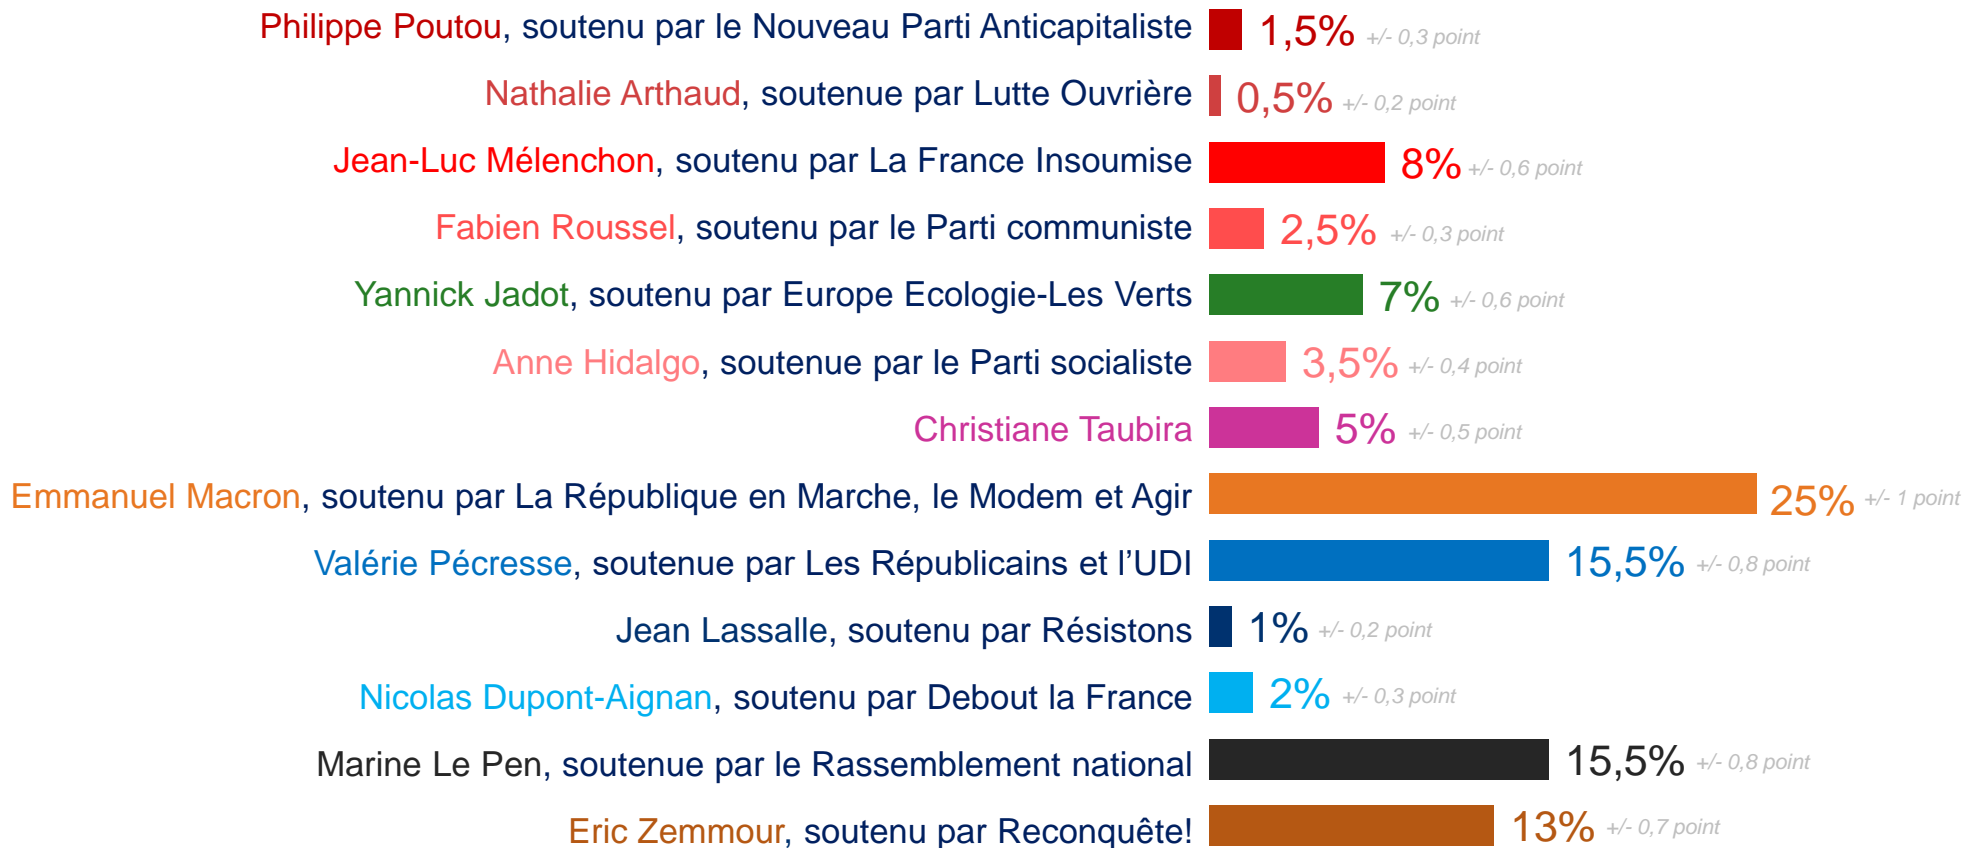 Philippe Poutou, soutenu par le Nouveau Parti Anticapitaliste 1,5% +/- 0,3 point
Nathalie Arthaud, soutenue par Lutte Ouvrière 0,5% +/- 0,2 point
Jean-Luc Mélenchon, soutenu par La France Insoumise 8% +/- 0,6 point
Fabien Roussel, soutenu par le Parti communiste 2,5% +/- 0,3 point
Yannick Jadot, soutenu par Europe Ecologie-Les Verts 7% +/- 0,6 point
Anne Hidalgo, soutenue par le Parti socialiste 3,5% +/- 0,4 point
Christiane Taubira 5% +/- 0,5 point
Emmanuel Macron, soutenu par La République en Marche, le Modem et Agir 25% +/- 1 point
Valérie Pécresse, soutenue par Les Républicains et l’UDI 15,5% +/- 0,8 point
Jean Lassalle, soutenu par Résistons 1% +/- 0,2 point
Nicolas Dupont-Aignan, soutenu par Debout la France 2% +/- 0,3 point
Marine Le Pen, soutenue par le Rassemblement national 15,5% +/- 0,8 point
Eric Zemmour, soutenu par Reconquête! 13% +/- 0,7 point